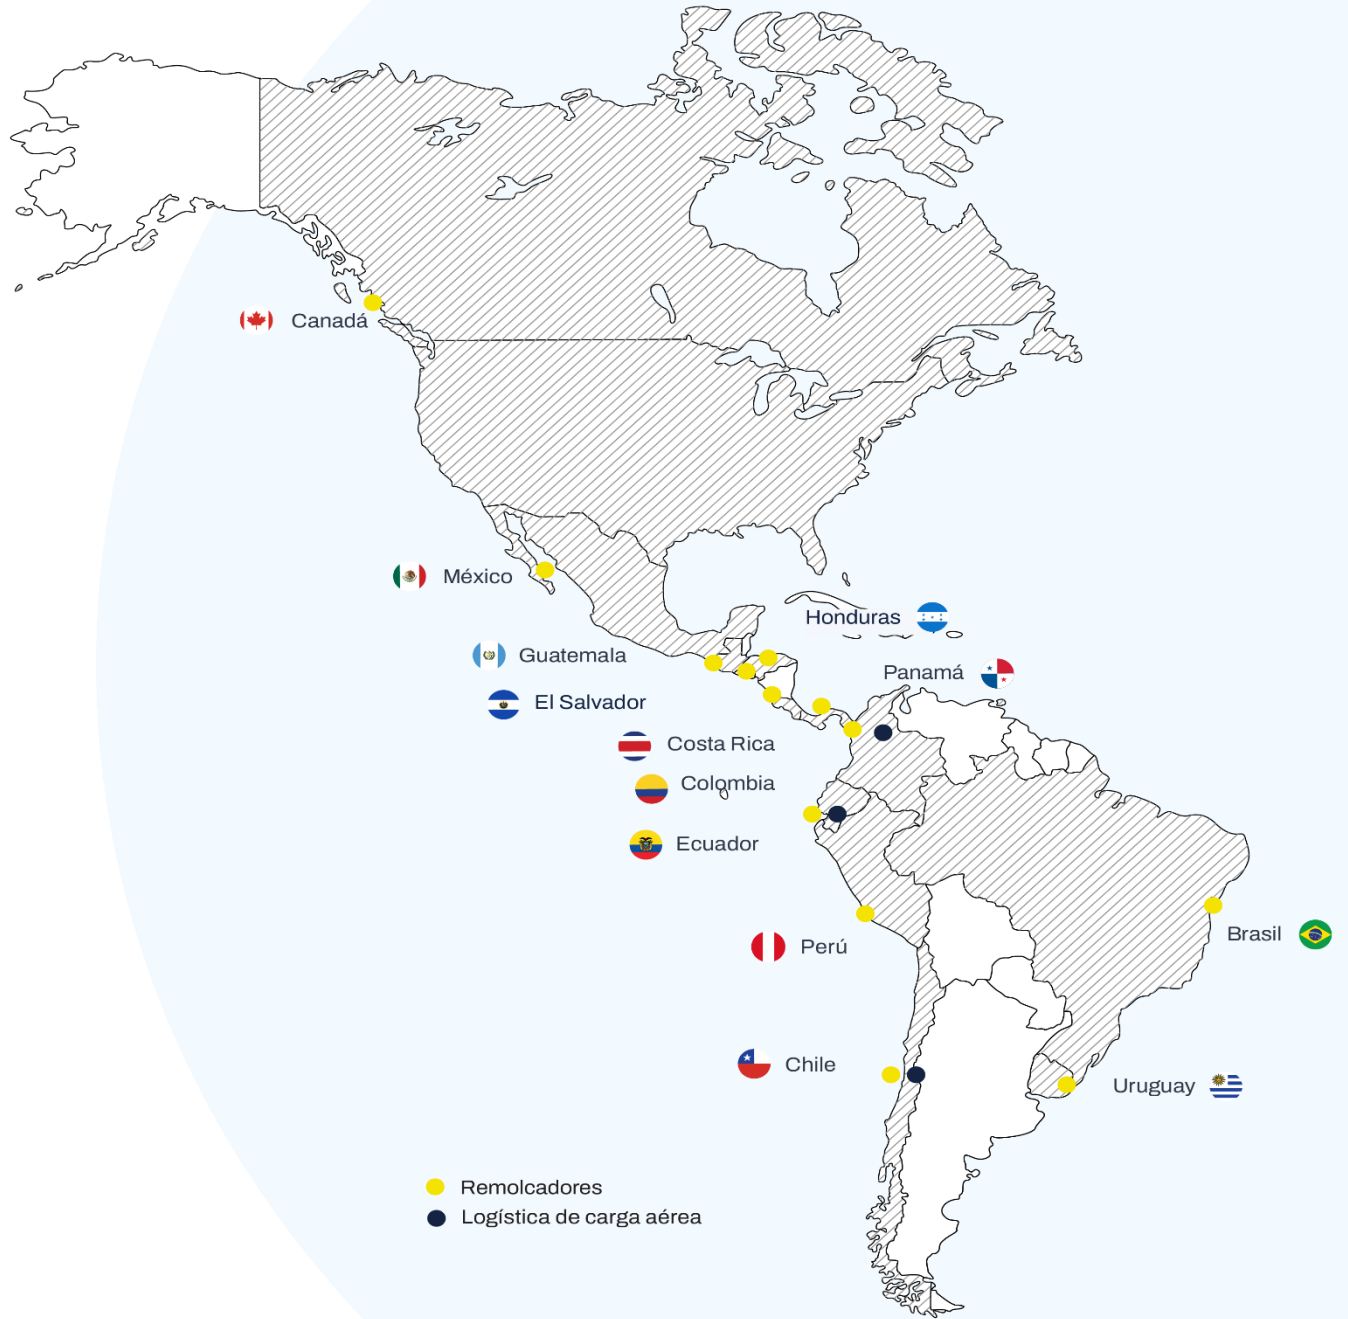 Canadá
México
Honduras
Guatemala
Panamá
El Salvador
Costa Rica
Colombia
Ecuador
Brasil
Perú
Chile
Uruguay
Remolcadores
Logística de carga aérea